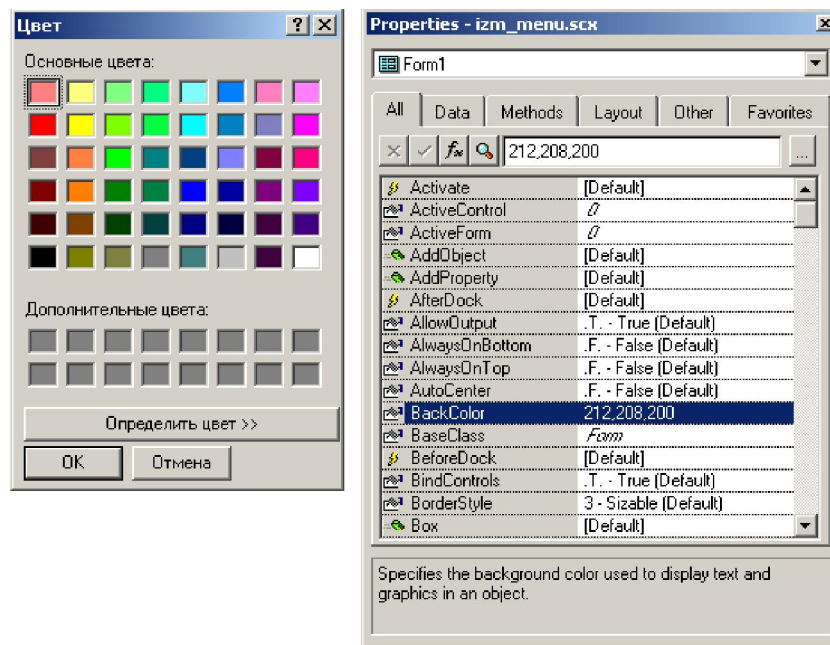 Цвет
Основные цвета:
Дополнительные цвета:
Определить цвет >>
OK Отмена
Properties - izm_menu.scx
Form1
All Data Methods Layout Other Favorites
fx 212,208,200 ...
Activate [Default]
ActiveControl 0
ActiveForm 0
AddObject [Default]
AddProperty [Default]
AfterDock [Default]
AllowOutput .T. - True (Default)
AlwaysOnBottom .F. - False (Default)
AlwaysOnTop .F. - False (Default)
AutoCenter .F. - False (Default)
BackColor 212,208,200
BaseClass Form
BeforeDock [Default]
BindControls .T. - True (Default)
BorderStyle 3 - Sizable (Default)
Box [Default]
Specifies the background color used to display text and
graphics in an object.